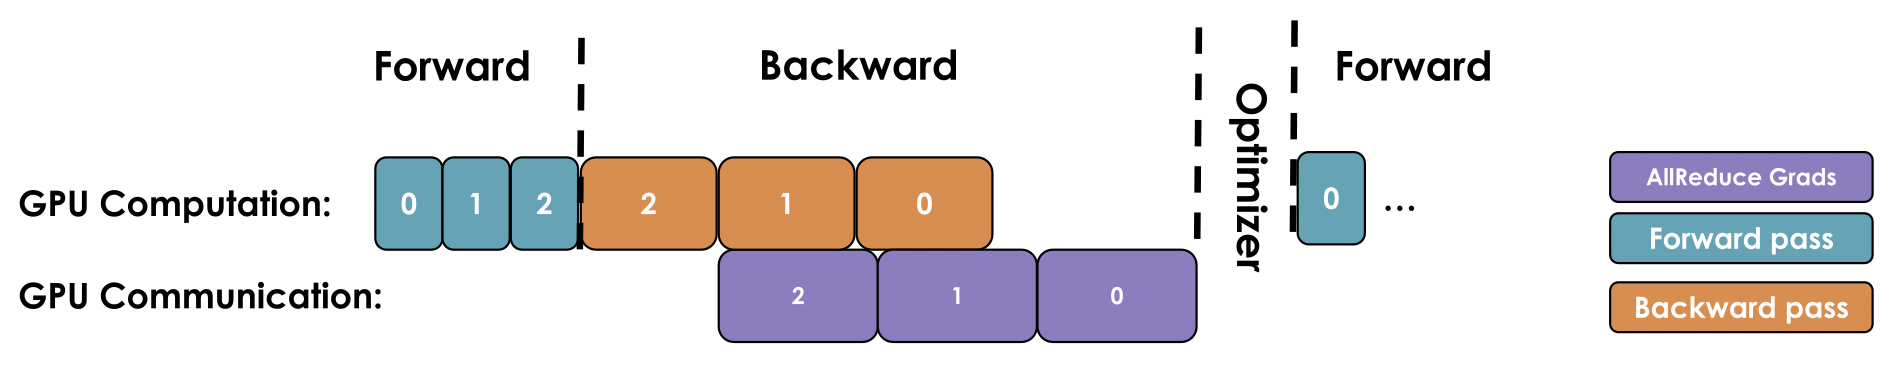 Forward
Backward
Optimizer
Forward
GPU Computation:
0 1 2 2 1 0 0 ...
GPU Communication:
2 1 0
AllReduce Grads
Forward pass
Backward pass